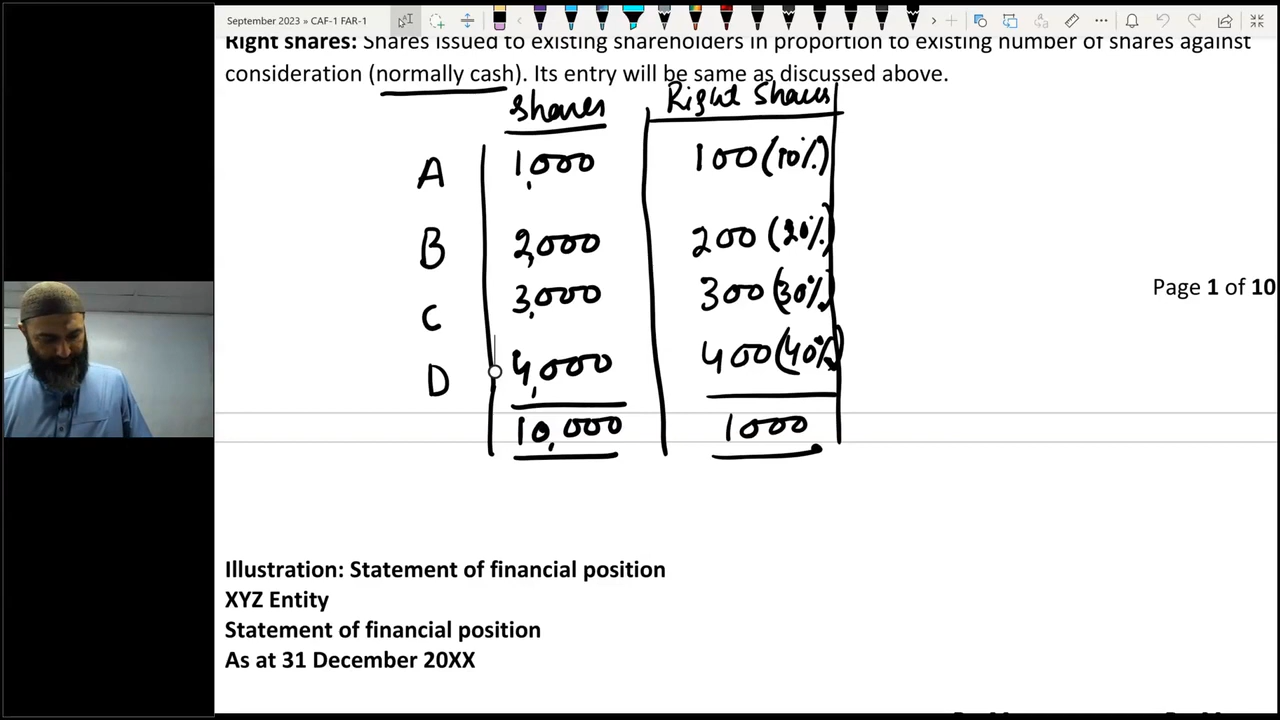 September 2023 » CAF-1 FAR-1
Right shares: Shares issued to existing shareholders in proportion to existing number of shares against
consideration (normally cash). Its entry will be same as discussed above.
Shares Right Shares
A 1,000 100 (10%)
B 2,000 200 (20%)
C 3,000 300 (30%)
D 4,000 400 (40%)
10,000 1000
Page 1 of 10
Illustration: Statement of financial position
XYZ Entity
Statement of financial position
As at 31 December 20XX